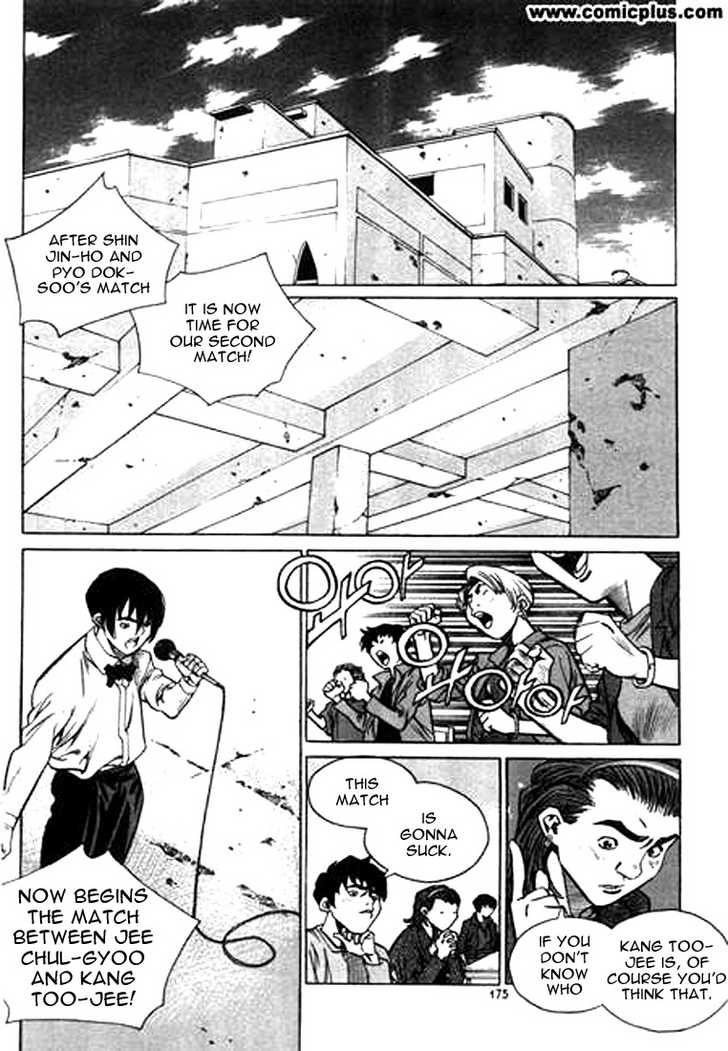 www.comicplus.com
AFTER SHIN
JIN-HO AND
PYO DOK-
SOO'S MATCH
IT IS NOW
TIME FOR
OUR SECOND
MATCH!
NOW BEGINS
THE MATCH
BETWEEN JEE
CHUL-GYOO
AND KANG
TOO-JEE!
THIS
MATCH
IS
GONNA
SUCK.
IF YOU
DON'T
KNOW
WHO
KANG TOO-
JEE IS, OF
COURSE YOU'D
THINK THAT.
175